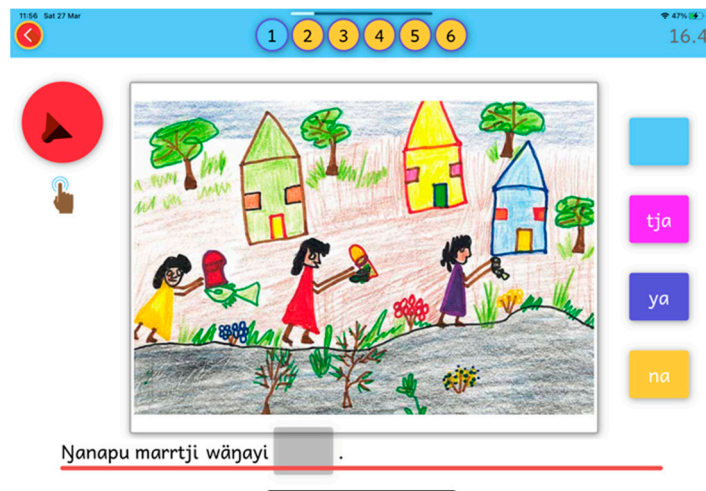 11:56 Sat 27 Mar
47%
1 2 3 4 5 6
16.4
tja
ya
na
Ŋanapu marrtji wäŋayi .